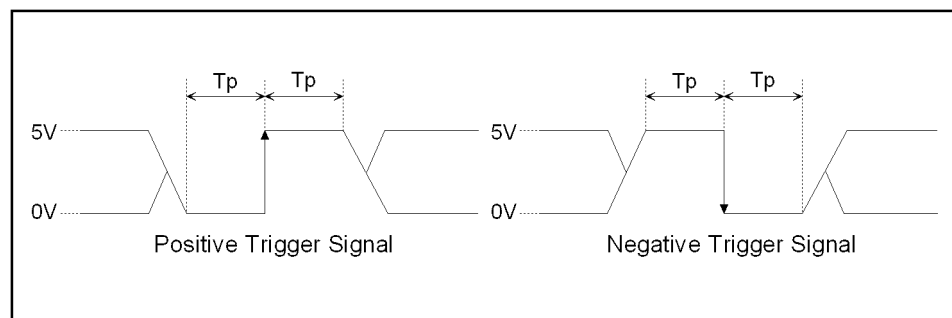 Tp Tp Tp Tp
5V 5V
0V 0V
Positive Trigger Signal Negative Trigger Signal